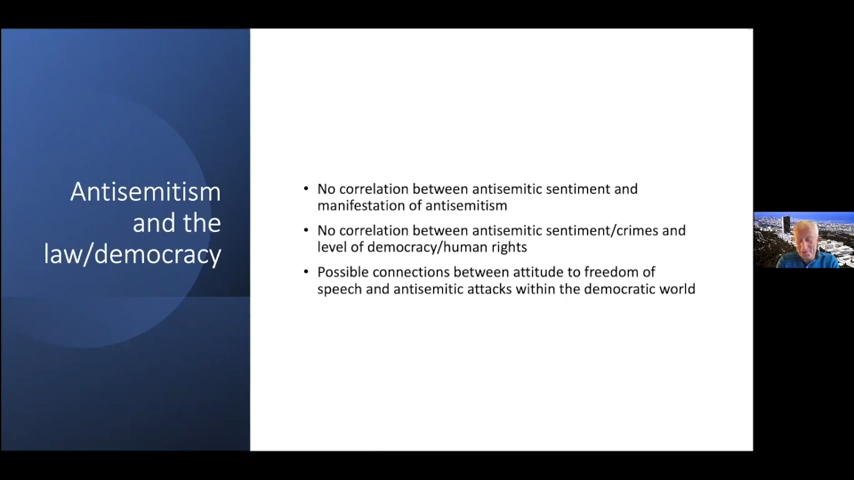 Antisemitism
and the
law/democracy
• No correlation between antisemitic sentiment and
manifestation of antisemitism
• No correlation between antisemitic sentiment/crimes and
level of democracy/human rights
• Possible connections between attitude to freedom of
speech and antisemitic attacks within the democratic world